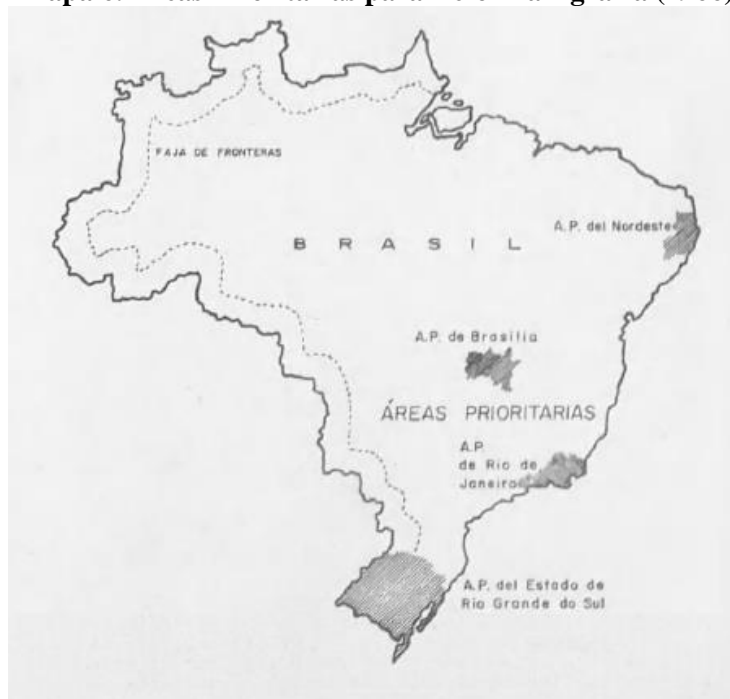 FAJA DE FRONTERAS
A.P. del Nordeste
BRASIL
A.P. de Brasilia
ÁREAS PRIORITARIAS
A.P.
de Rio de
Janeiro
A.P. del Estado de
Rio Grande do Sul